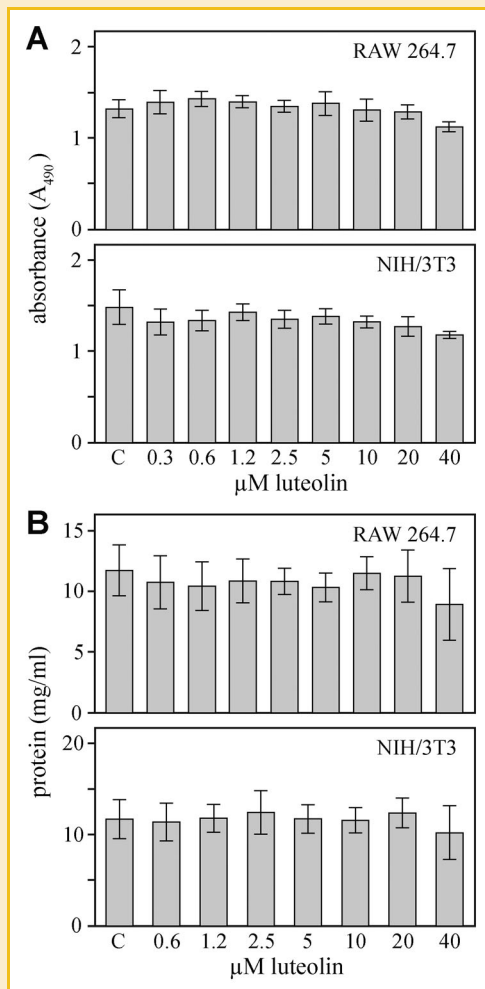 A
RAW 264.7
2
1
0
absorbance (A490)
NIH/3T3
2
1
0
C 0.3 0.6 1.2 2.5 5 10 20 40
µM luteolin
B
RAW 264.7
15
10
5
0
protein (mg/ml)
NIH/3T3
20
10
0
C 0.6 1.2 2.5 5 10 20 40
µM luteolin